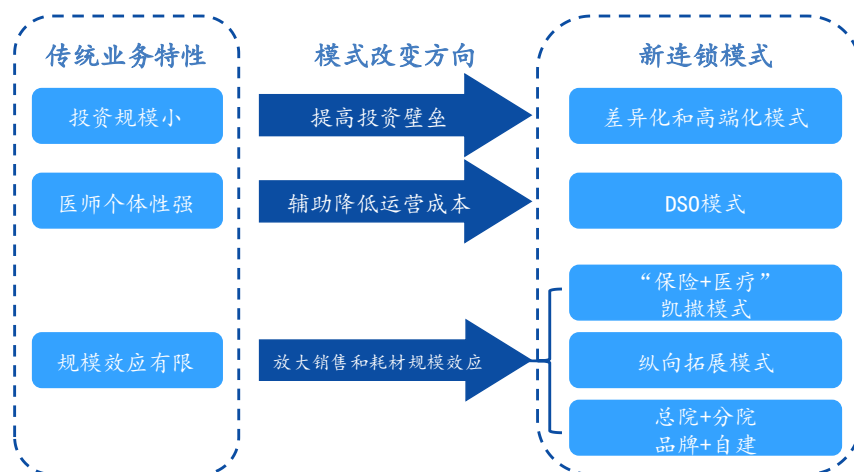 传统业务特性
模式改变方向
新连锁模式
投资规模小
提高投资壁垒
差异化和高端化模式
医师个体性强
辅助降低运营成本
DSO模式
规模效应有限
放大销售和耗材规模效应
“保险+医疗”
凯撒模式
纵向拓展模式
总院+分院
品牌+自建